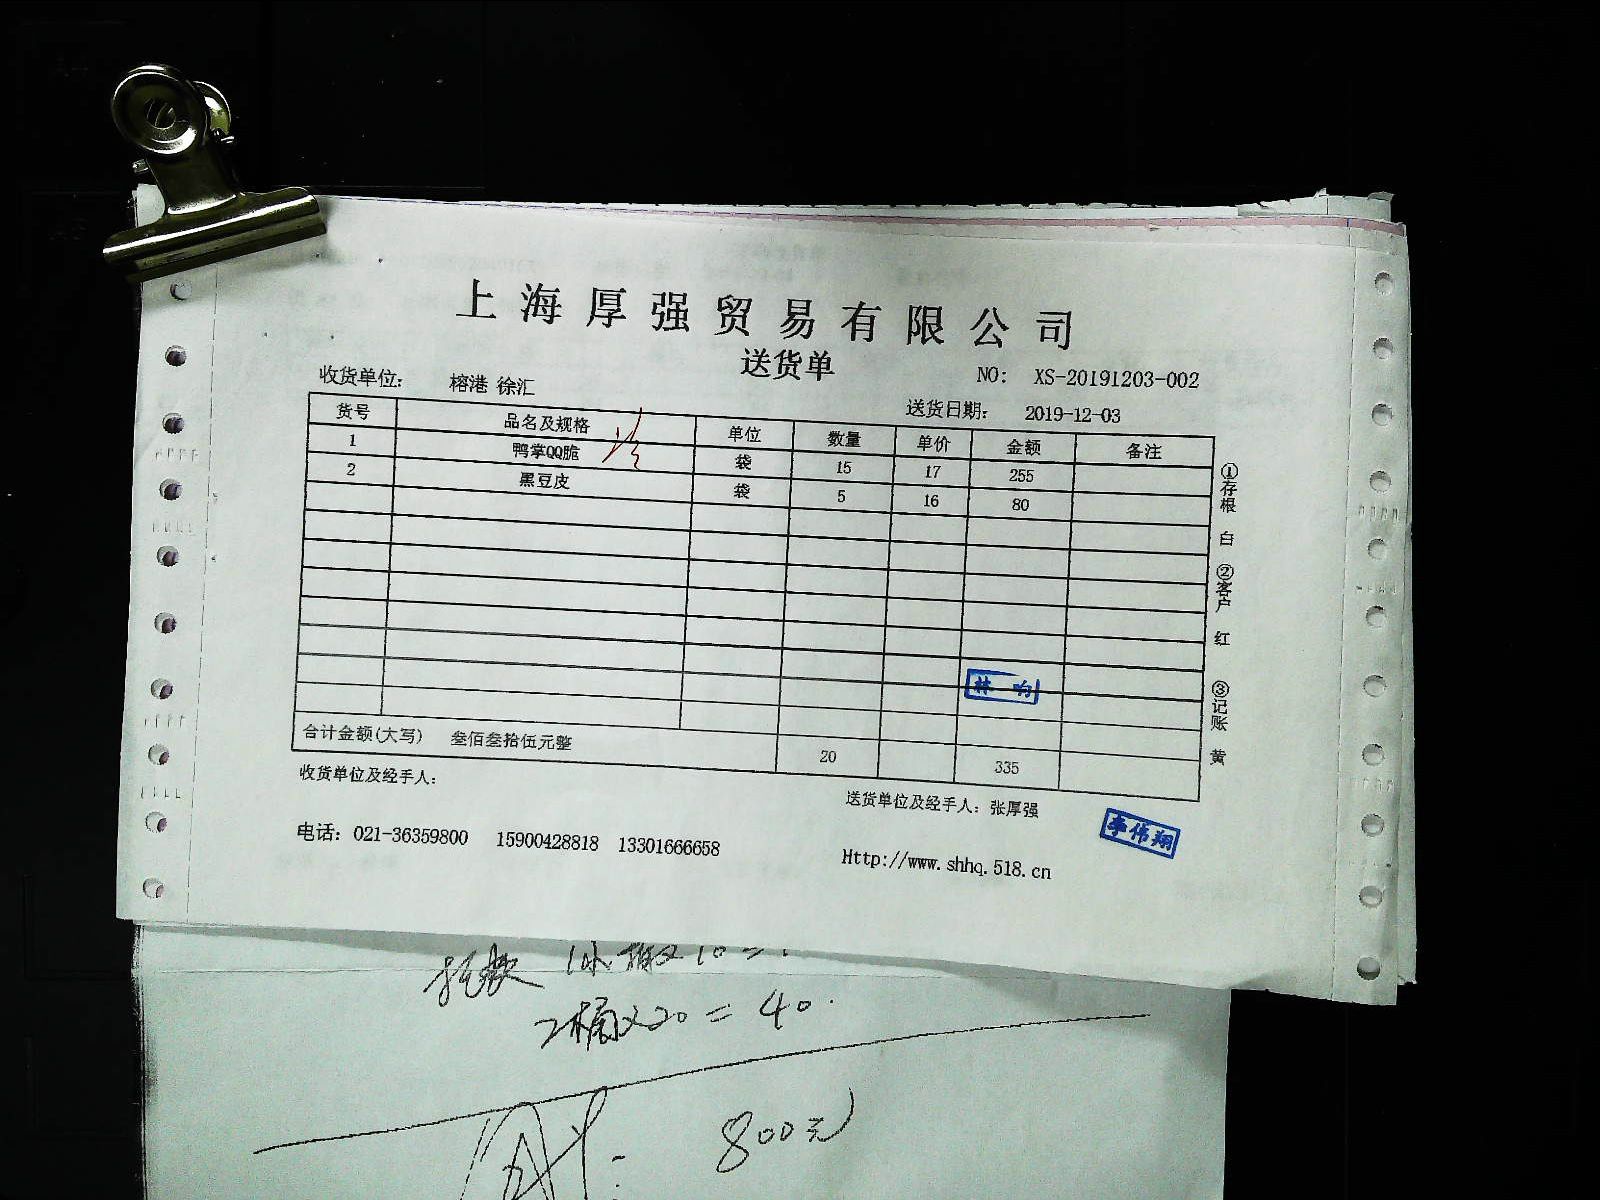 上海厚强贸易有限公司
送货单
收货单位： 榕港 徐汇
NO: XS-20191203-002
送货日期： 2019-12-03
货号 品名及规格 单位 数量 单价 金额 备注
1 鸭掌QQ脆 袋 15 17 255
2 黑豆皮 袋 5 16 80
合计金额(大写) 叁佰叁拾伍元整 20 335
收货单位及经手人：
送货单位及经手人：张厚强
李伟翔
电话：021-36359800 15900428818 13301666658
Http://www.shhq.518.cn
①存根 白 ②客户 红 ③记账 黄
2桶x20=40.
800元